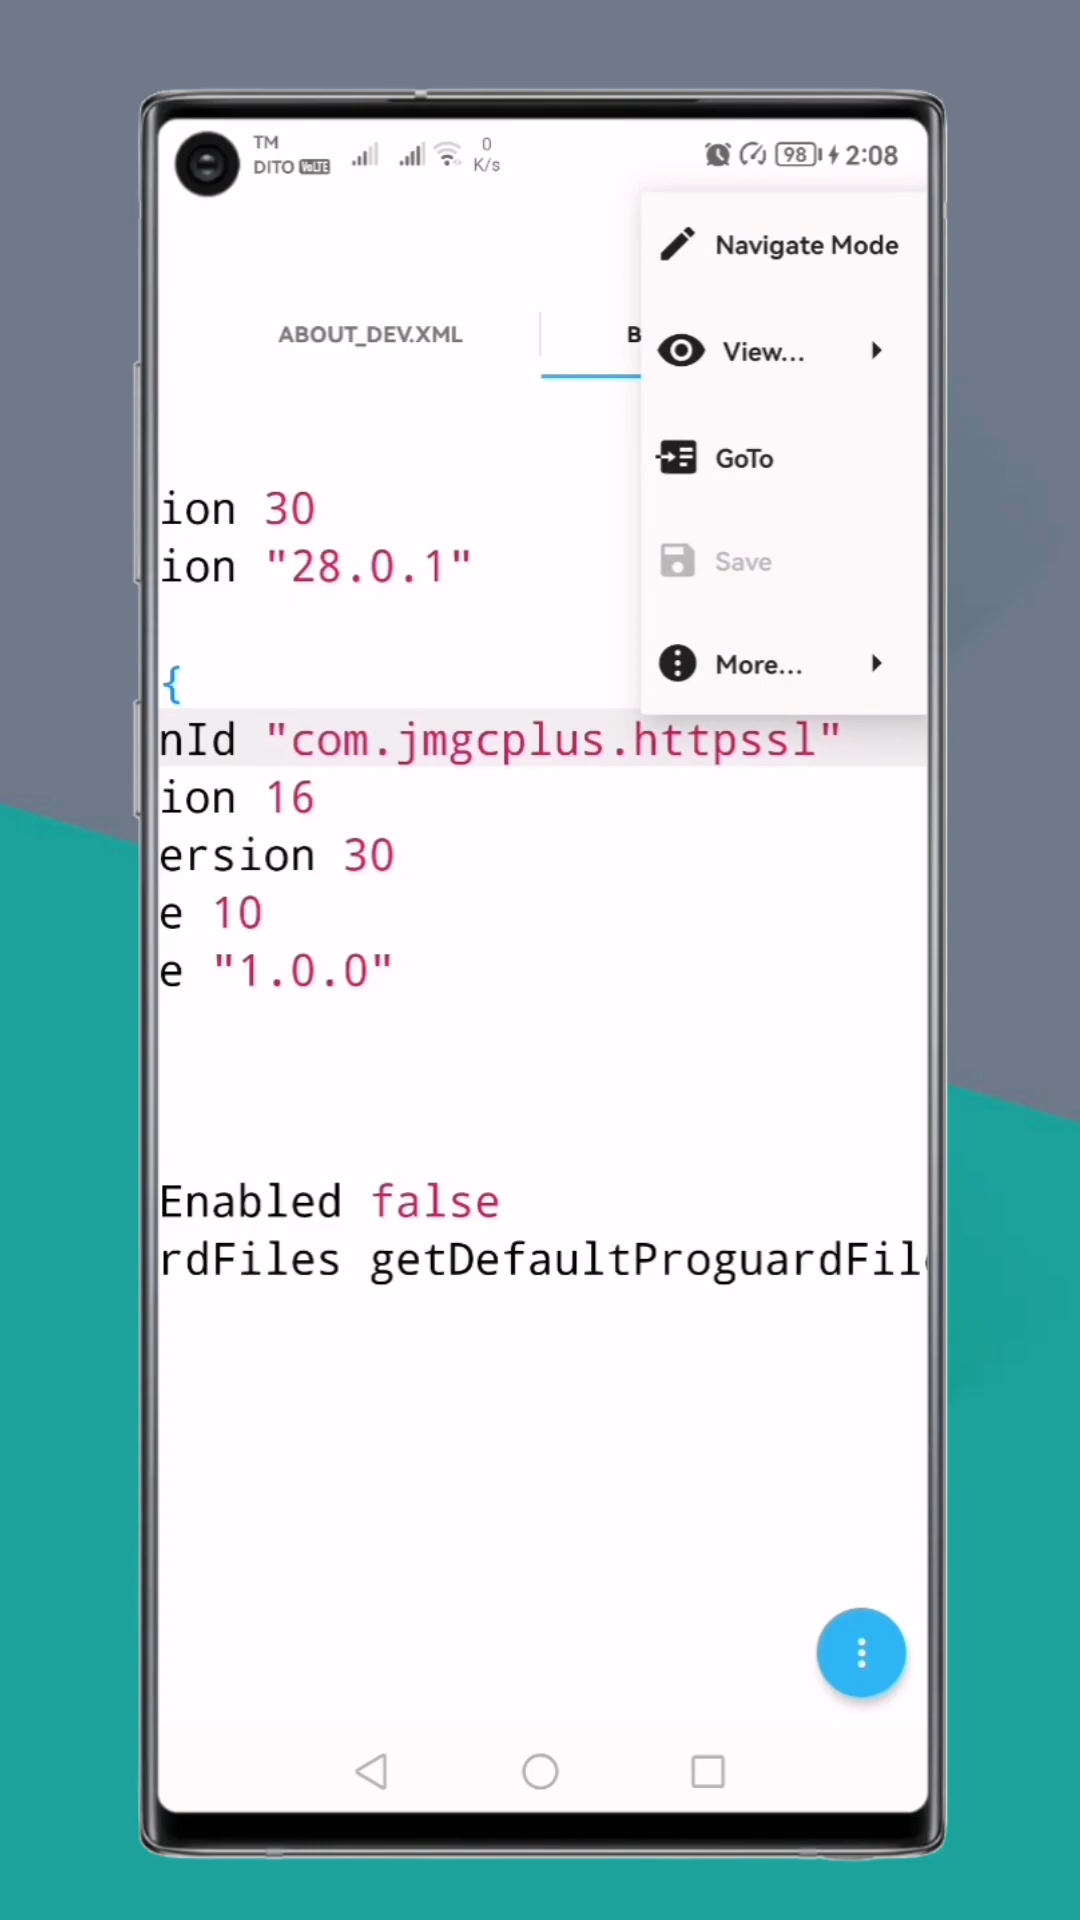 TM
DITO VoLTE
0
K/s
98
2:08
Navigate Mode
ABOUT_DEV.XML
B
View...
GoTo
Save
More...
ion 30
ion "28.0.1"
{
nId "com.jmgcplus.httpssl"
ion 16
ersion 30
e 10
e "1.0.0"
Enabled false
rdFiles getDefaultProguardFil